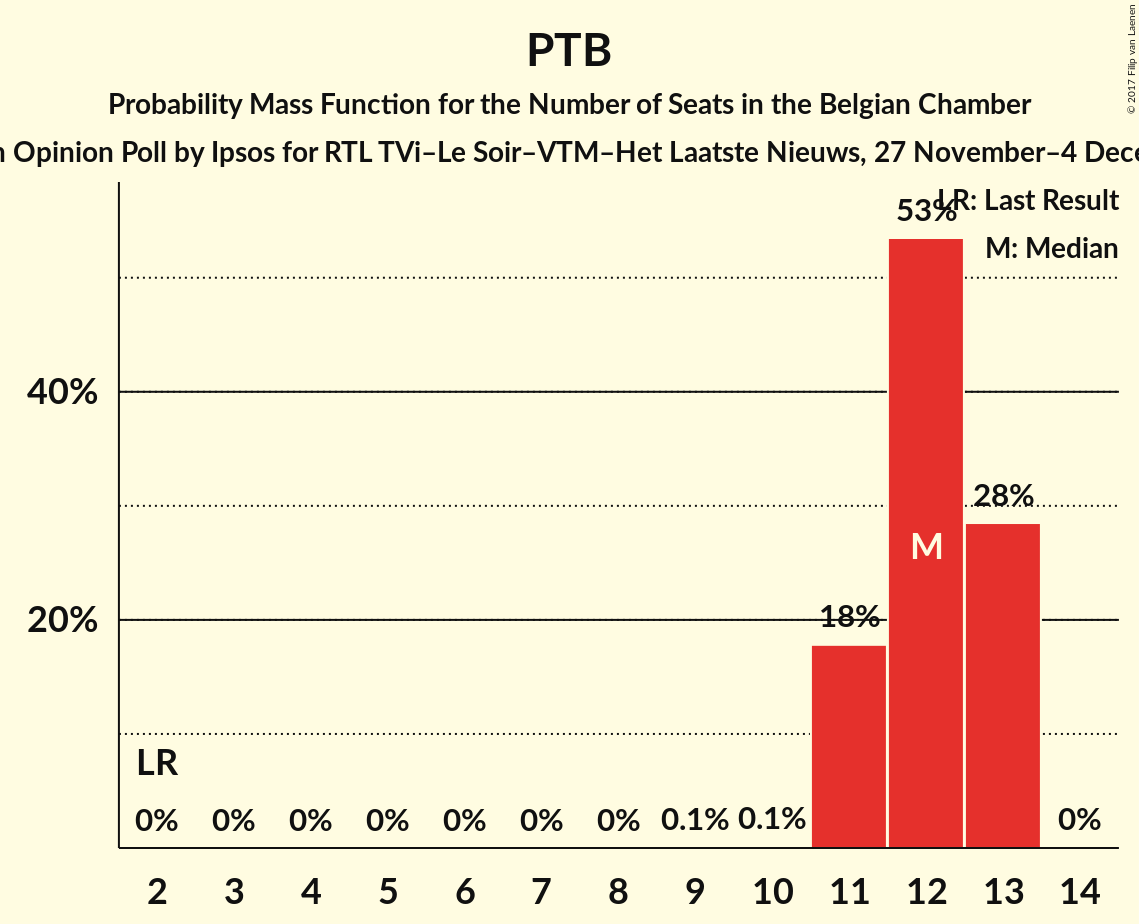 PTB
Probability Mass Function for the Number of Seats in the Belgian Chamber
Opinion Poll by Ipsos for RTL TVi–Le Soir–VTM–Het Laatste Nieuws, 27 November–4
© 2017 Filip van Laenen
LR: Last Result
M: Median
53%
40%
28%
M
20%
18%
LR
0% 0% 0% 0% 0% 0% 0% 0.1% 0.1% 0%
2 3 4 5 6 7 8 9 10 11 12 13 14